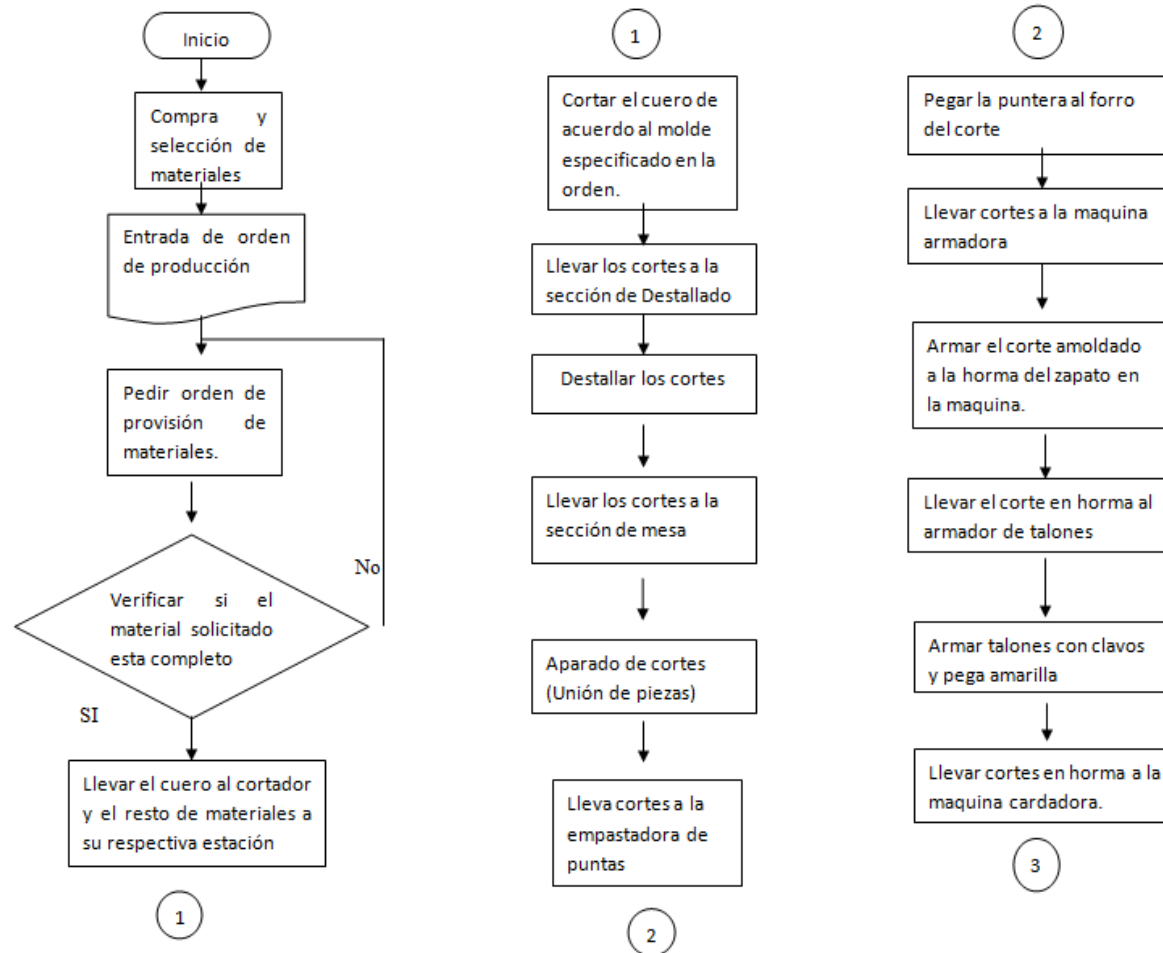 Inicio
Compra y
selección de
materiales
Entrada de orden
de producción
Pedir orden de
provisión de
materiales.
No
Verificar si el
material solicitado
esta completo
SI
Llevar el cuero al cortador
y el resto de materiales a
su respectiva estación
1
1
Cortar el cuero de
acuerdo al molde
especificado en la
orden.
Llevar los cortes a la
sección de Destallado
Destallar los cortes
Llevar los cortes a la
sección de mesa
Aparado de cortes
(Unión de piezas)
Lleva cortes a la
empastadora de
puntas
2
2
Pegar la puntera al forro
del corte
Llevar cortes a la maquina
armadora
Armar el corte amoldado
a la horma del zapato en
la maquina.
Llevar el corte en horma al
armador de talones
Armar talones con clavos
y pega amarilla
Llevar cortes en horma a la
maquina cardadora.
3